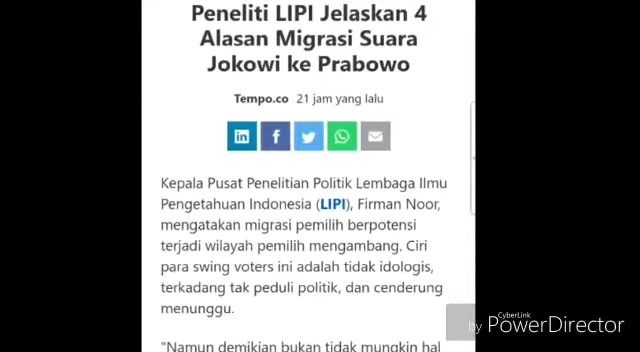 Peneliti LIPI Jelaskan 4
Alasan Migrasi Suara
Jokowi ke Prabowo
Tempo.co 21 jam yang lalu
Kepala Pusat Penelitian Politik Lembaga Ilmu
Pengetahuan Indonesia (LIPI), Firman Noor,
mengatakan migrasi pemilih berpotensi
terjadi wilayah pemilih mengambang. Ciri
para swing voters ini adalah tidak idologis,
terkadang tak peduli politik, dan cenderung
menunggu.
"Namun demikian bukan tidak mungkin hal
CyberLink
by PowerDirector